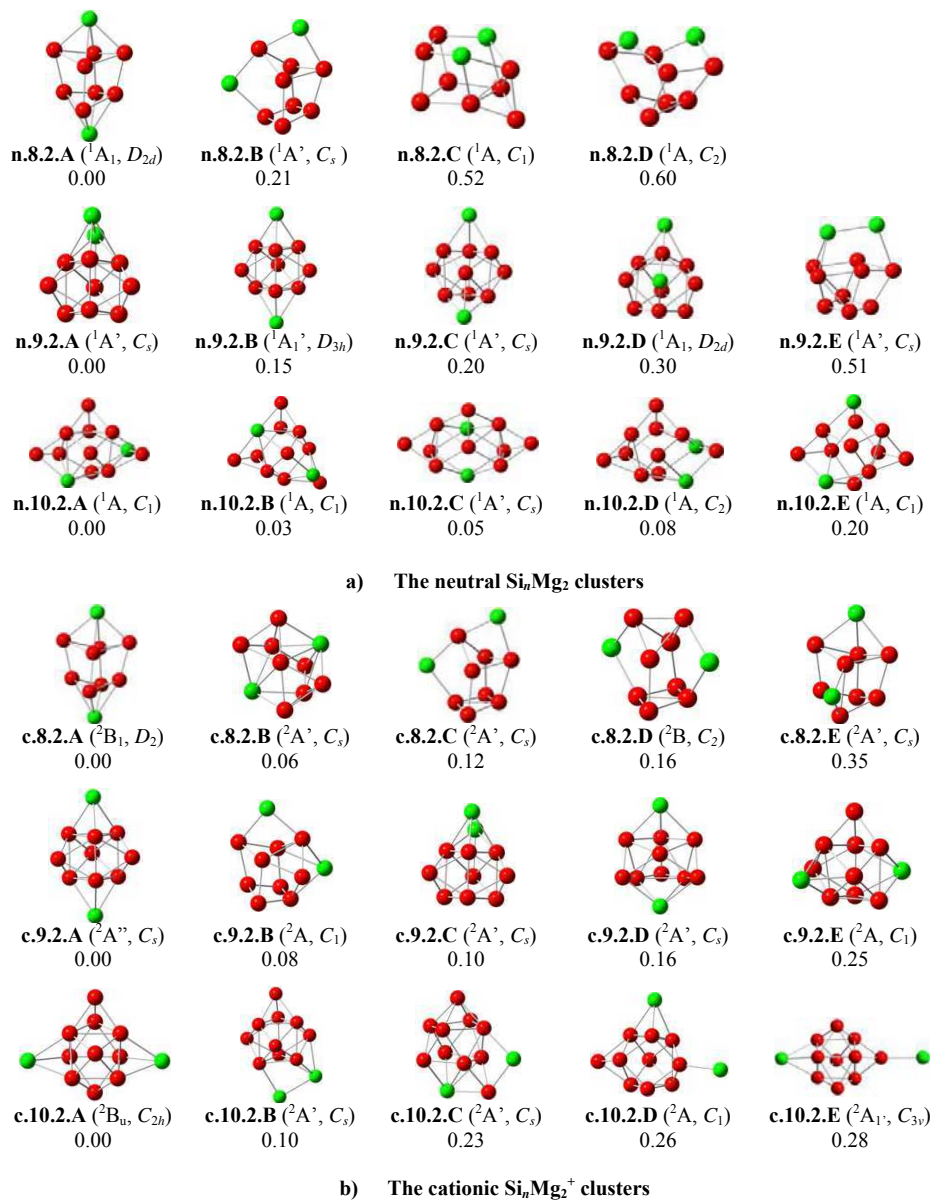 n.8.2.A (¹A₁, D₂d) n.8.2.B (¹A’, Cₛ ) n.8.2.C (¹A, C₁) n.8.2.D (¹A, C₂)
0.00 0.21 0.52 0.60
n.9.2.A (¹A’, Cₛ) n.9.2.B (¹A₁’, D₃h) n.9.2.C (¹A’, Cₛ) n.9.2.D (¹A₁, D₂d) n.9.2.E (¹A’, Cₛ)
0.00 0.15 0.20 0.30 0.51
n.10.2.A (¹A, C₁) n.10.2.B (¹A, C₁) n.10.2.C (¹A’, Cₛ) n.10.2.D (¹A, C₂) n.10.2.E (¹A, C₁)
0.00 0.03 0.05 0.08 0.20
a) The neutral SiₙMg₂ clusters
c.8.2.A (²B₁, D₂) c.8.2.B (²A’, Cₛ) c.8.2.C (²A’, Cₛ) c.8.2.D (²B, C₂) c.8.2.E (²A’, Cₛ)
0.00 0.06 0.12 0.16 0.35
c.9.2.A (²A”, Cₛ) c.9.2.B (²A, C₁) c.9.2.C (²A’, Cₛ) c.9.2.D (²A’, Cₛ) c.9.2.E (²A, C₁)
0.00 0.08 0.10 0.16 0.25
c.10.2.A (²Bᵤ, C₂h) c.10.2.B (²A’, Cₛ) c.10.2.C (²A’, Cₛ) c.10.2.D (²A, C₁) c.10.2.E (²A₁’, C₃ᵥ)
0.00 0.10 0.23 0.26 0.28
b) The cationic SiₙMg₂⁺ clusters